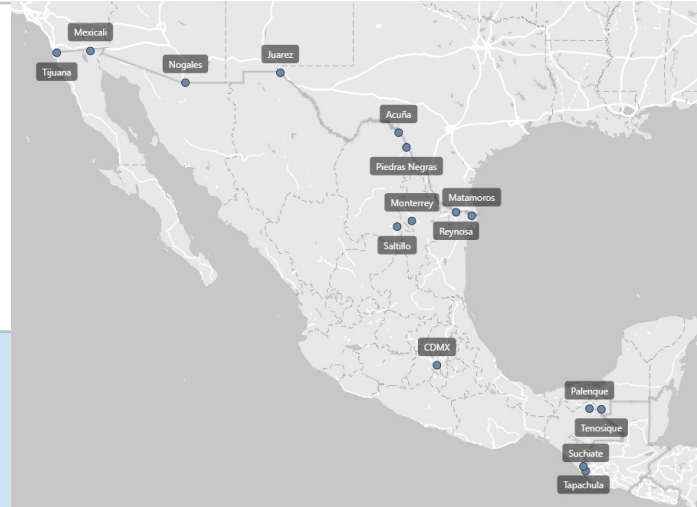 Mexicali
Tijuana
Nogales
Juarez
Acuña
Piedras Negras
Monterrey
Matamoros
Reynosa
Saltillo
CDMX
Palenque
Tenosique
Suchiate
Tapachula